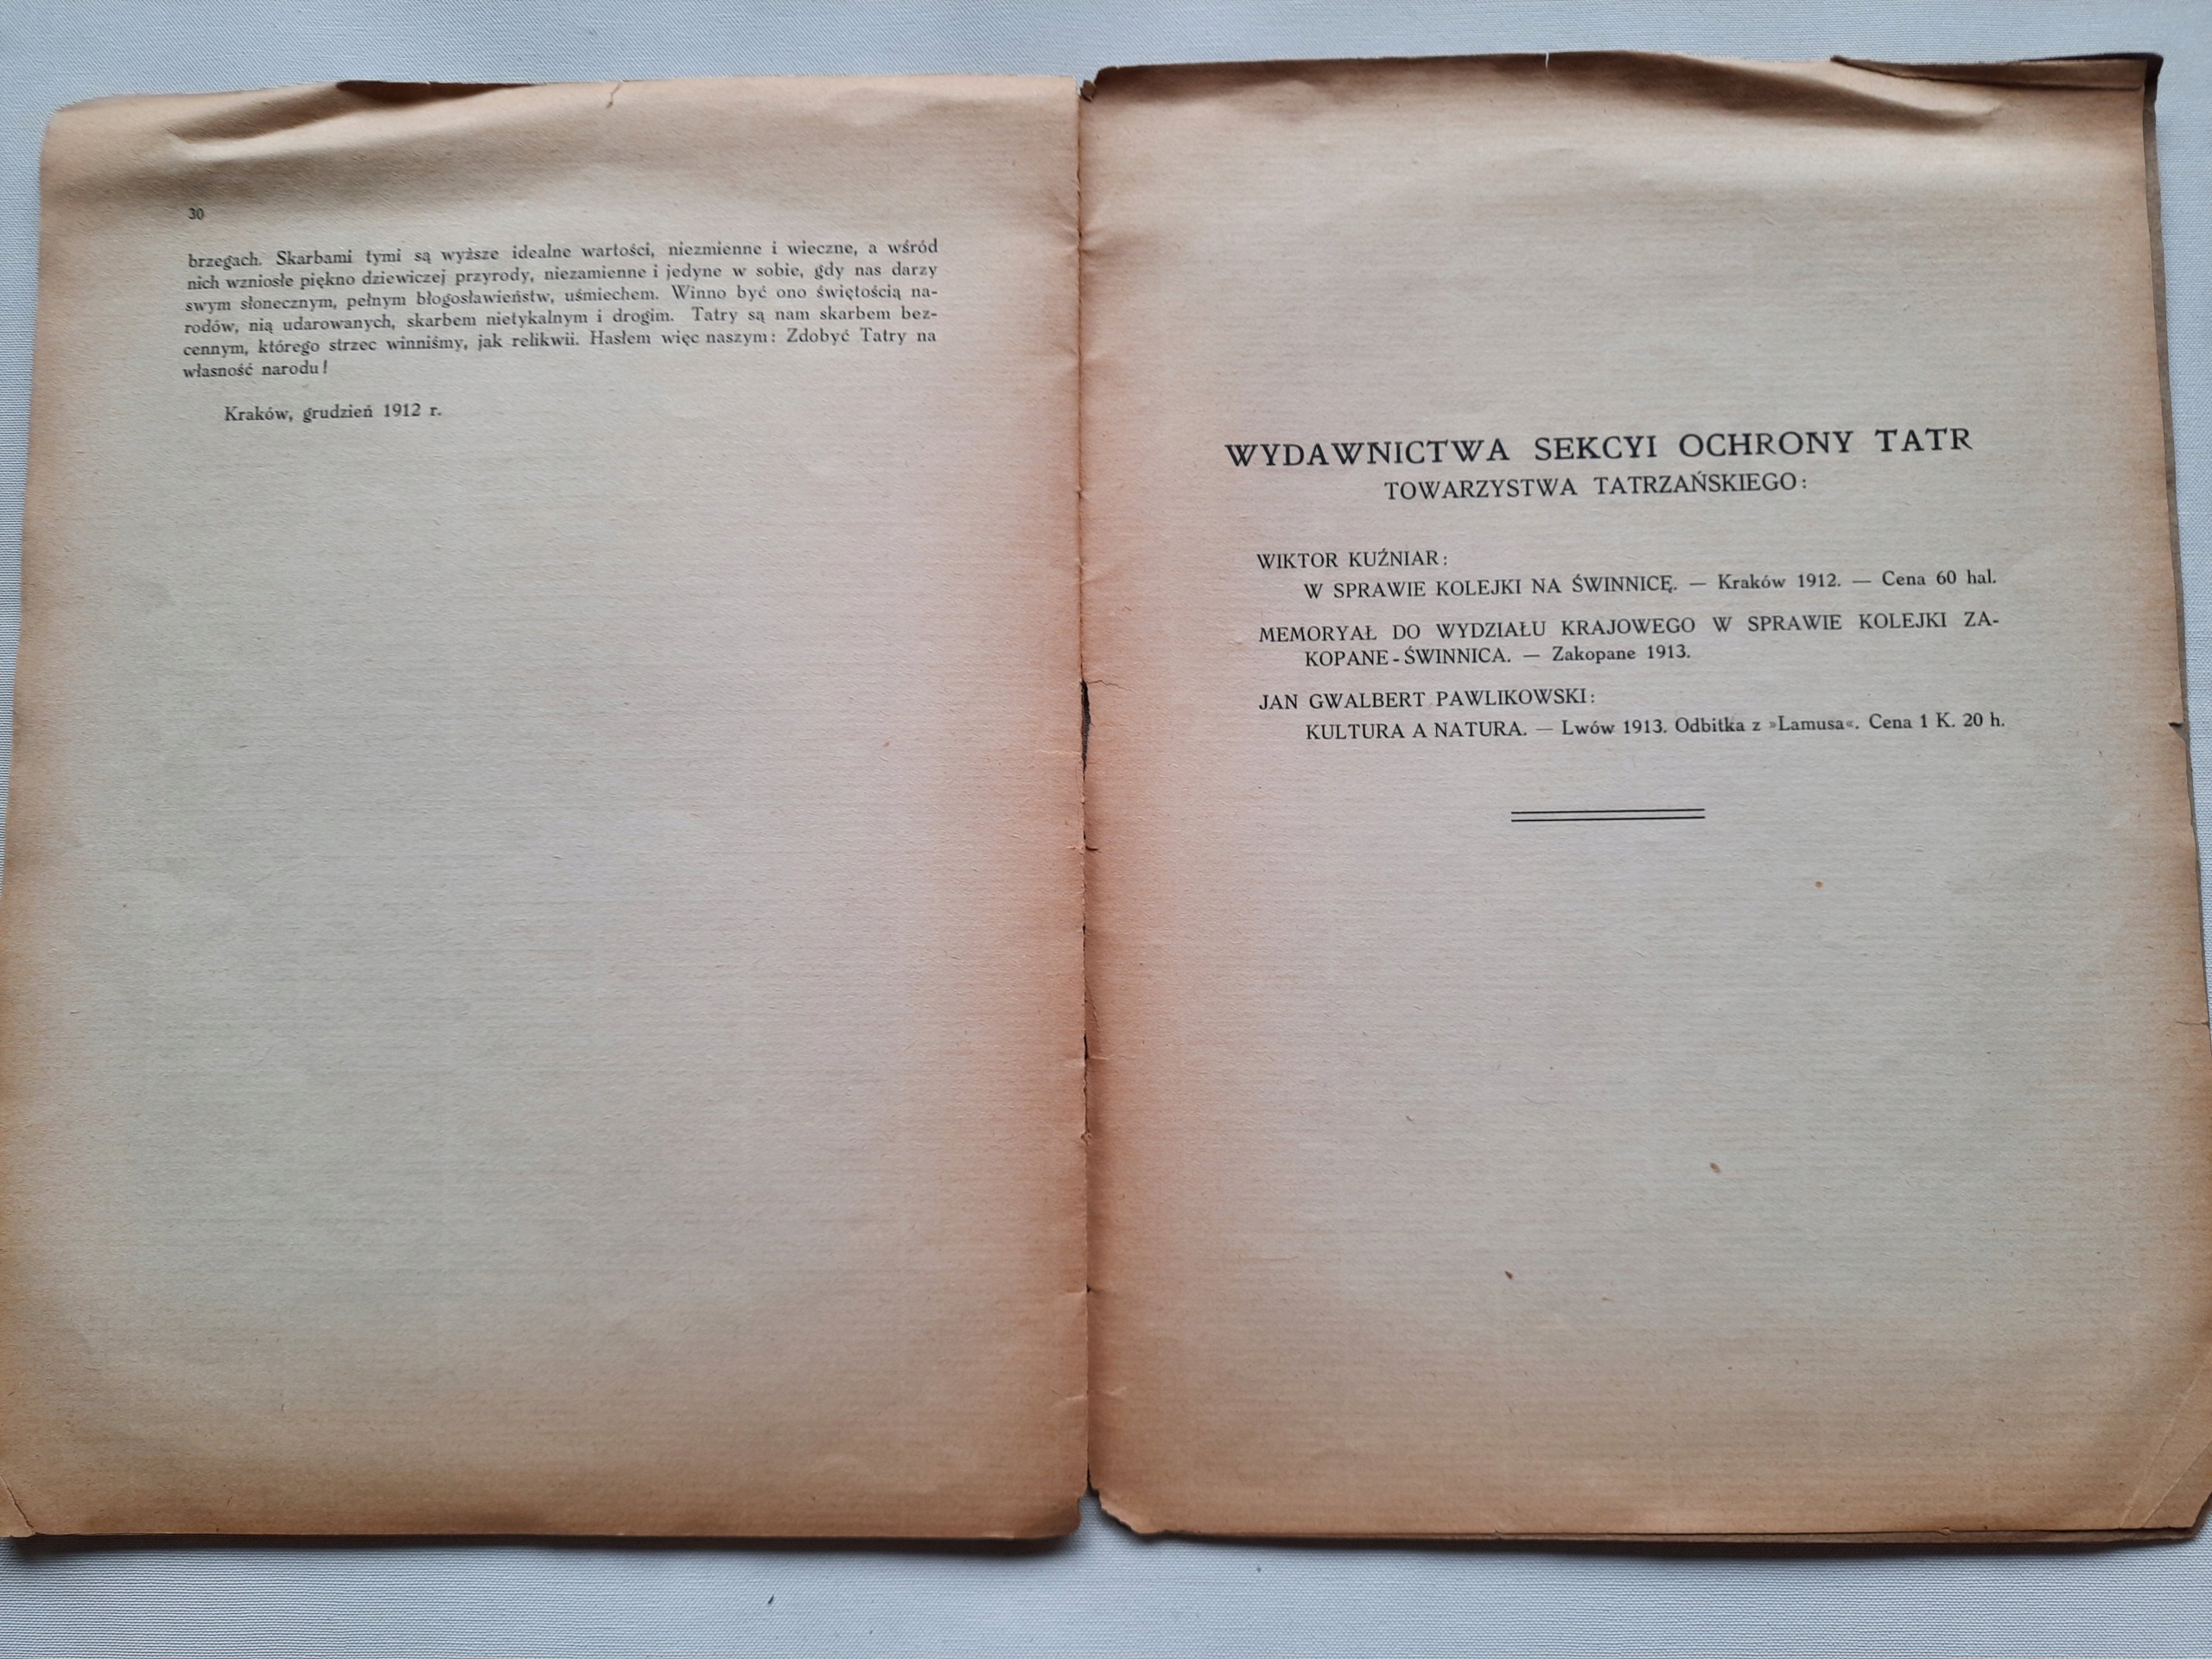 30
brzegach. Skarbami tymi są wyższe idealne wartości, niezmienne i wieczne, a wśród
nich wzniosłe piękno dziewiczej przyrody, niezamienne i jedyne w sobie, gdy nas darzy
swym słonecznym, pełnym błogosławieństw, uśmiechem. Winno być ono świętością na-
rodów, nią udarowanych, skarbem nietykalnym i drogim. Tatry są nam skarbem bez-
cennym, którego strzec winniśmy, jak relikwii. Hasłem więc naszym: Zdobyć Tatry na
własność narodu!
Kraków, grudzień 1912 r.
WYDAWNICTWA SEKCYI OCHRONY TATR
TOWARZYSTWA TATRZAŃSKIEGO:
WIKTOR KUŹNIAR:
W SPRAWIE KOLEJKI NA ŚWINNICĘ. — Kraków 1912. — Cena 60 hal.
MEMORYAŁ DO WYDZIAŁU KRAJOWEGO W SPRAWIE KOLEJKI ZA-
KOPANE-ŚWINNICA. — Zakopane 1913.
JAN GWALBERT PAWLIKOWSKI:
KULTURA A NATURA. — Lwów 1913. Odbitka z »Lamusa«. Cena 1 K. 20 h.